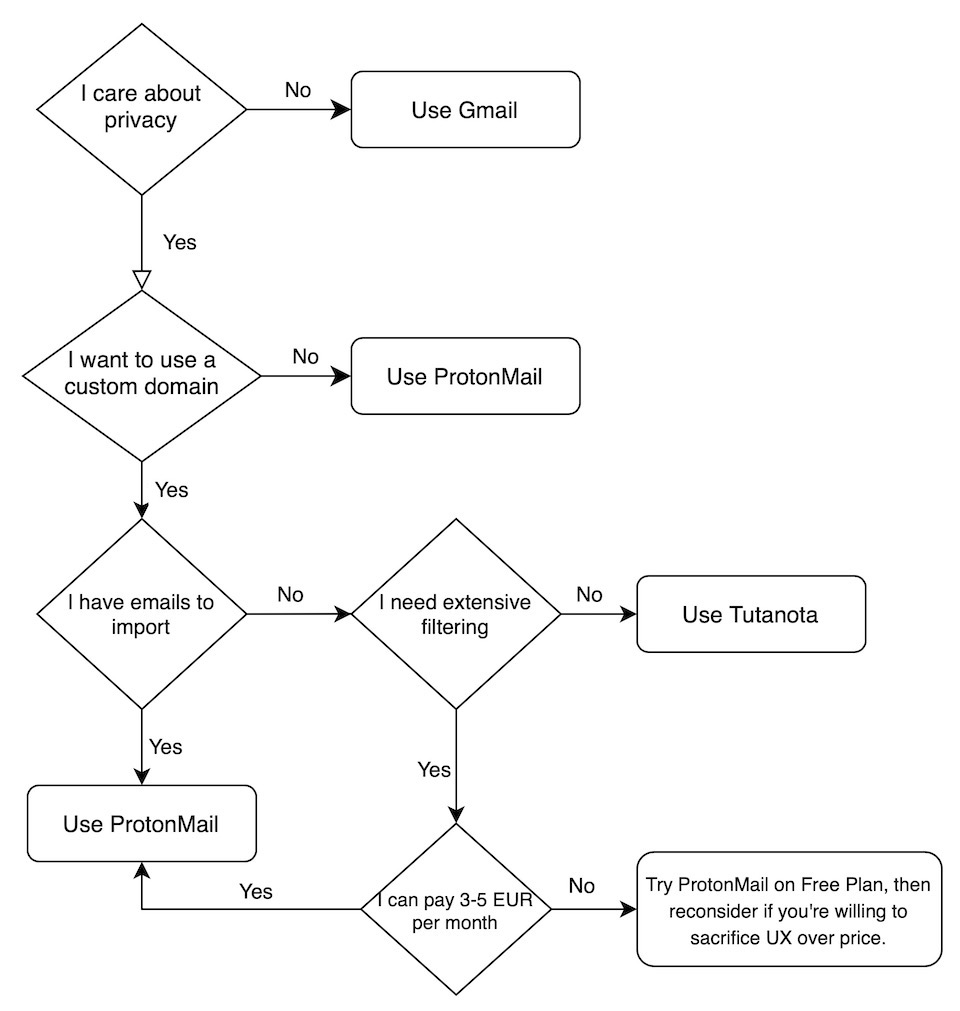 I care about
privacy
No
Use Gmail
Yes
I want to use a
custom domain
No
Use ProtonMail
Yes
I have emails to
import
No
I need extensive
filtering
No
Use Tutanota
Yes
Yes
Use ProtonMail
Yes
I can pay 3-5 EUR
per month
No
Try ProtonMail on Free Plan, then
reconsider if you're willing to
sacrifice UX over price.